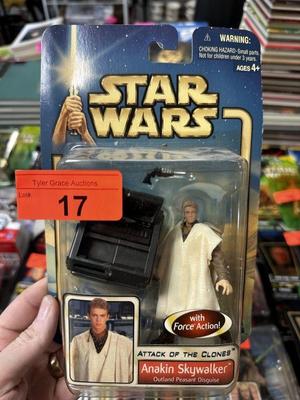 WARNING:
CHOKING HAZARD-Small parts.
Not for children under 3 years.
AGES 4+
STAR
WARS
Tyler Grace Auctions
Lot#:
17
with
Force Action!
ATTACK OF THE CLONES
Anakin Skywalker
Outland Peasant Disguise